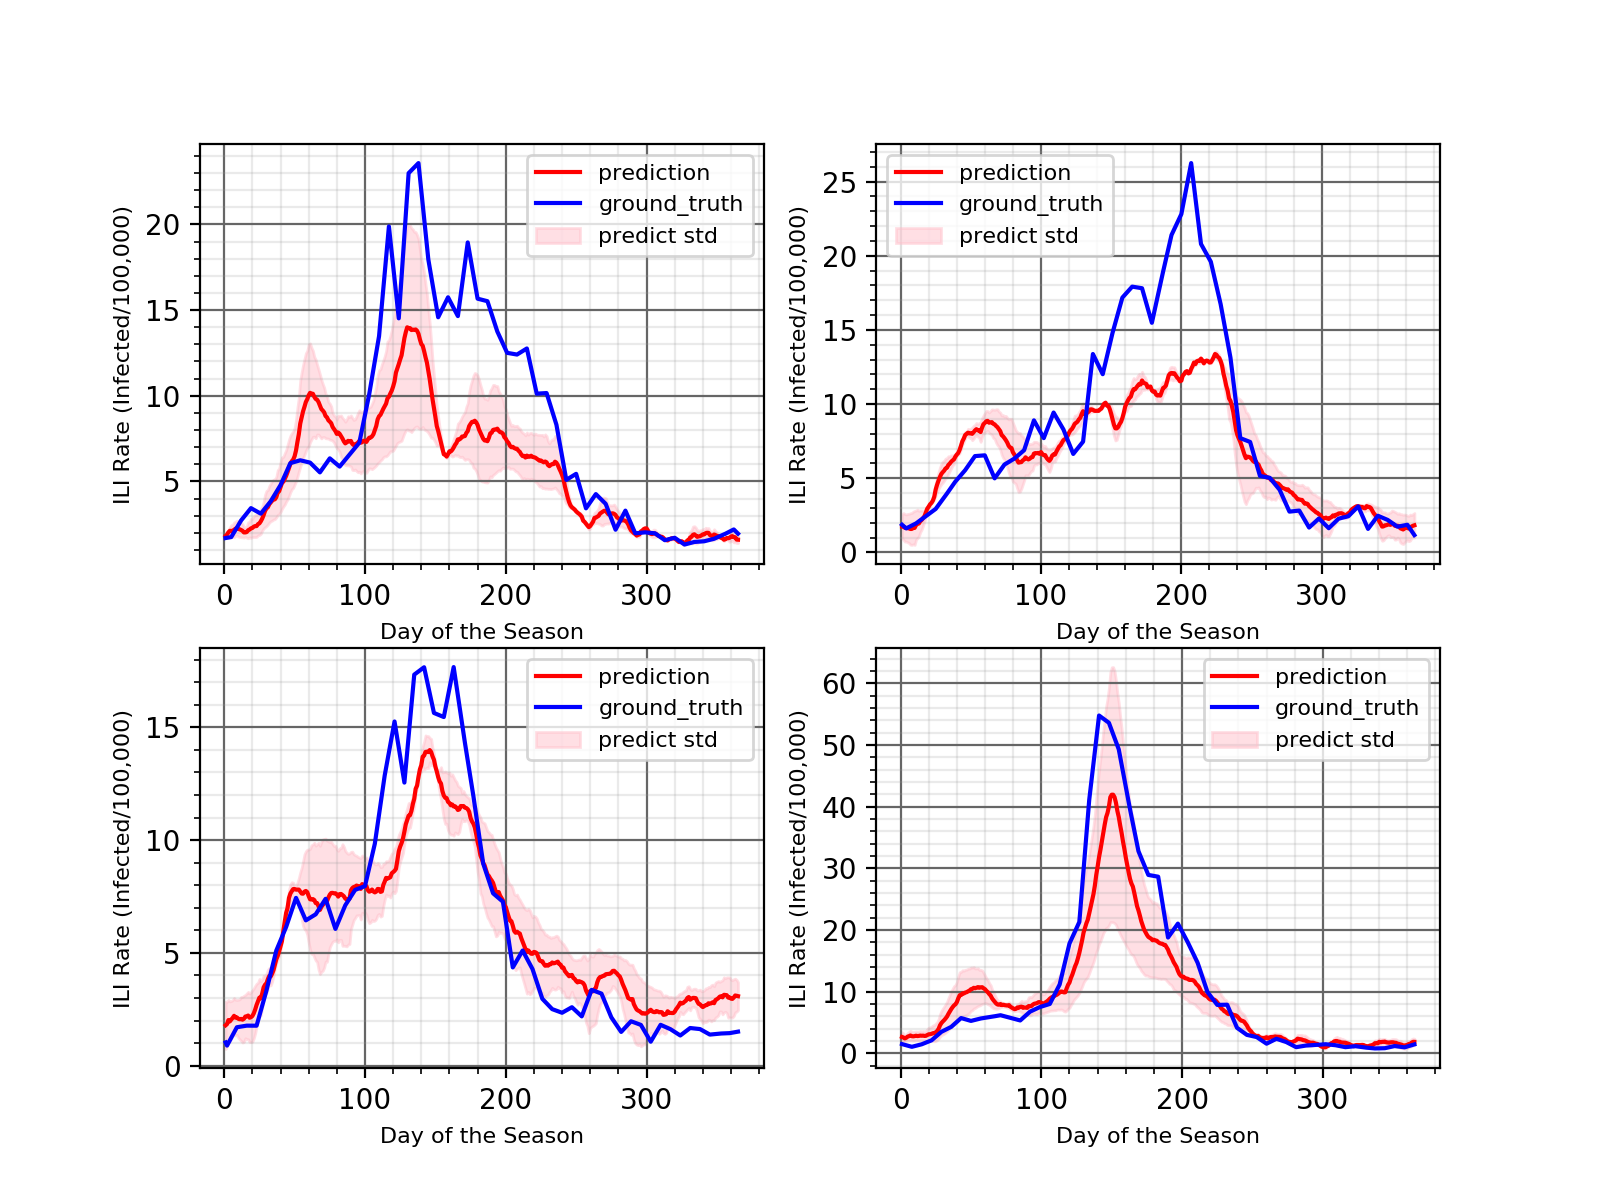 prediction
ground_truth
predict std
ILI Rate (Infected/100,000)
20
15
10
5
0
100
200
300
Day of the Season
prediction
ground_truth
predict std
ILI Rate (Infected/100,000)
25
20
15
10
5
0
0
100
200
300
Day of the Season
prediction
ground_truth
predict std
ILI Rate (Infected/100,000)
15
10
5
0
0
100
200
300
Day of the Season
prediction
ground_truth
predict std
ILI Rate (Infected/100,000)
60
50
40
30
20
10
0
0
100
200
300
Day of the Season